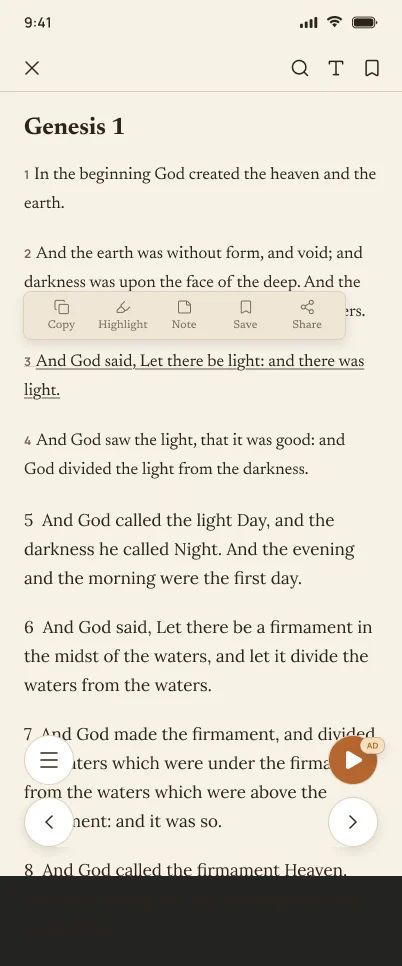 9:41
Genesis 1
1 In the beginning God created the heaven and the
earth.
2 And the earth was without form, and void; and
darkness was upon the face of the deep. And the
Copy Highlight Note Save Share
3 And God said, Let there be light: and there was
light.
4 And God saw the light, that it was good: and
God divided the light from the darkness.
5 And God called the light Day, and the
darkness he called Night. And the evening
and the morning were the first day.
6 And God said, Let there be a firmament in
the midst of the waters, and let it divide the
waters from the waters.
7 And God made the firmament, and divided
AD
which were under the
from the waters which were above the
and it was so.
8 And God called the firmament Heaven.